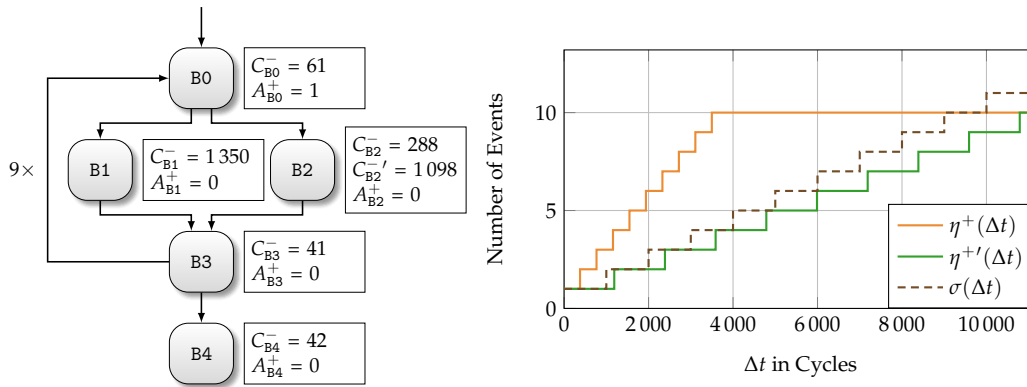 B0
C⁻_B0 = 61
A⁺_B0 = 1
9×
B1
C⁻_B1 = 1 350
A⁺_B1 = 0
B2
C⁻_B2 = 288
C⁻_B2′ = 1 098
A⁺_B2 = 0
B3
C⁻_B3 = 41
A⁺_B3 = 0
B4
C⁻_B4 = 42
A⁺_B4 = 0
Number of Events
10
5
0
0 2 000 4 000 6 000 8 000 10 000
Δt in Cycles
η⁺(Δt)
η⁺′(Δt)
σ(Δt)